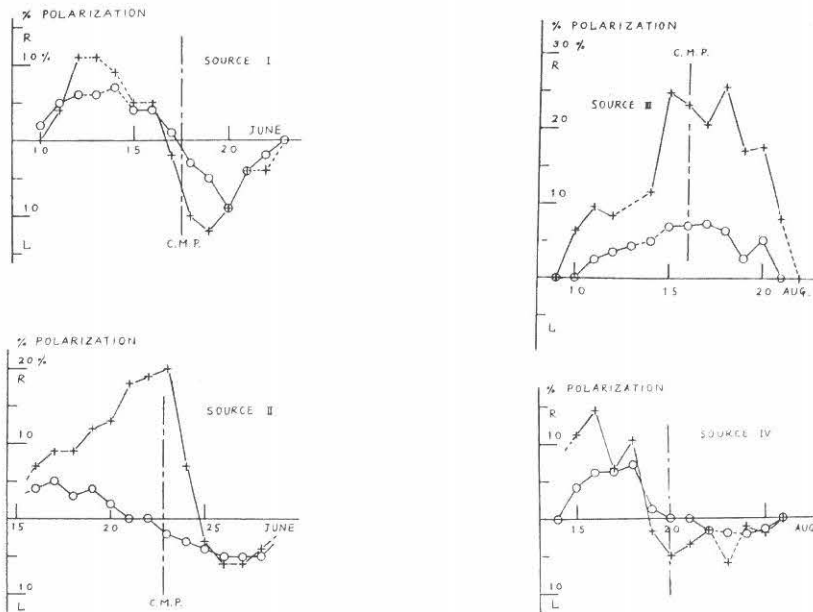 % POLARIZATION
R
10%
SOURCE I
JUNE
10
15
20
10
L
C.M.P.
% POLARIZATION
R
30%
C.M.P.
SOURCE III
20
10
10
15
20
AUG.
L
% POLARIZATION
20%
R
SOURCE II
10
15
20
25
JUNE
10
L
C.M.P.
% POLARIZATION
R
10
SOURCE IV
15
20
AUG
10
L